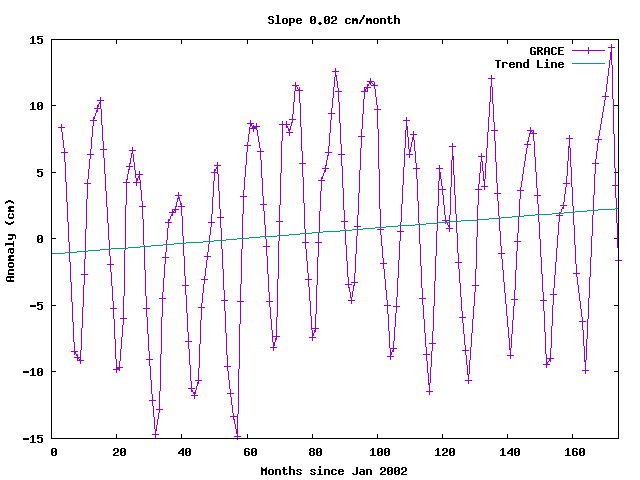 Slope 0.02 cm/month
GRACE
Trend Line
15
10
5
0
-5
-10
-15
Anomaly (cm)
0 20 40 60 80 100 120 140 160
Months since Jan 2002